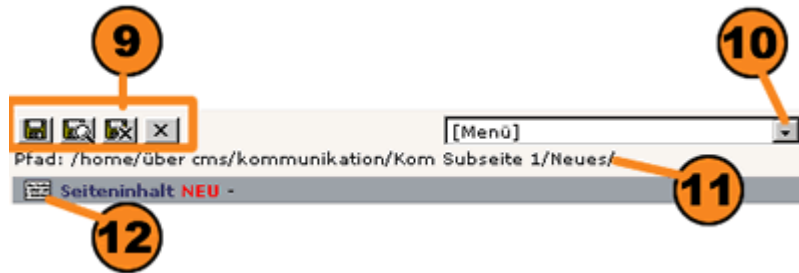 9
10
[Menü]
Pfad: /home/über cms/kommunikation/Kom Subseite 1/Neues/
11
Seiteninhalt NEU -
12